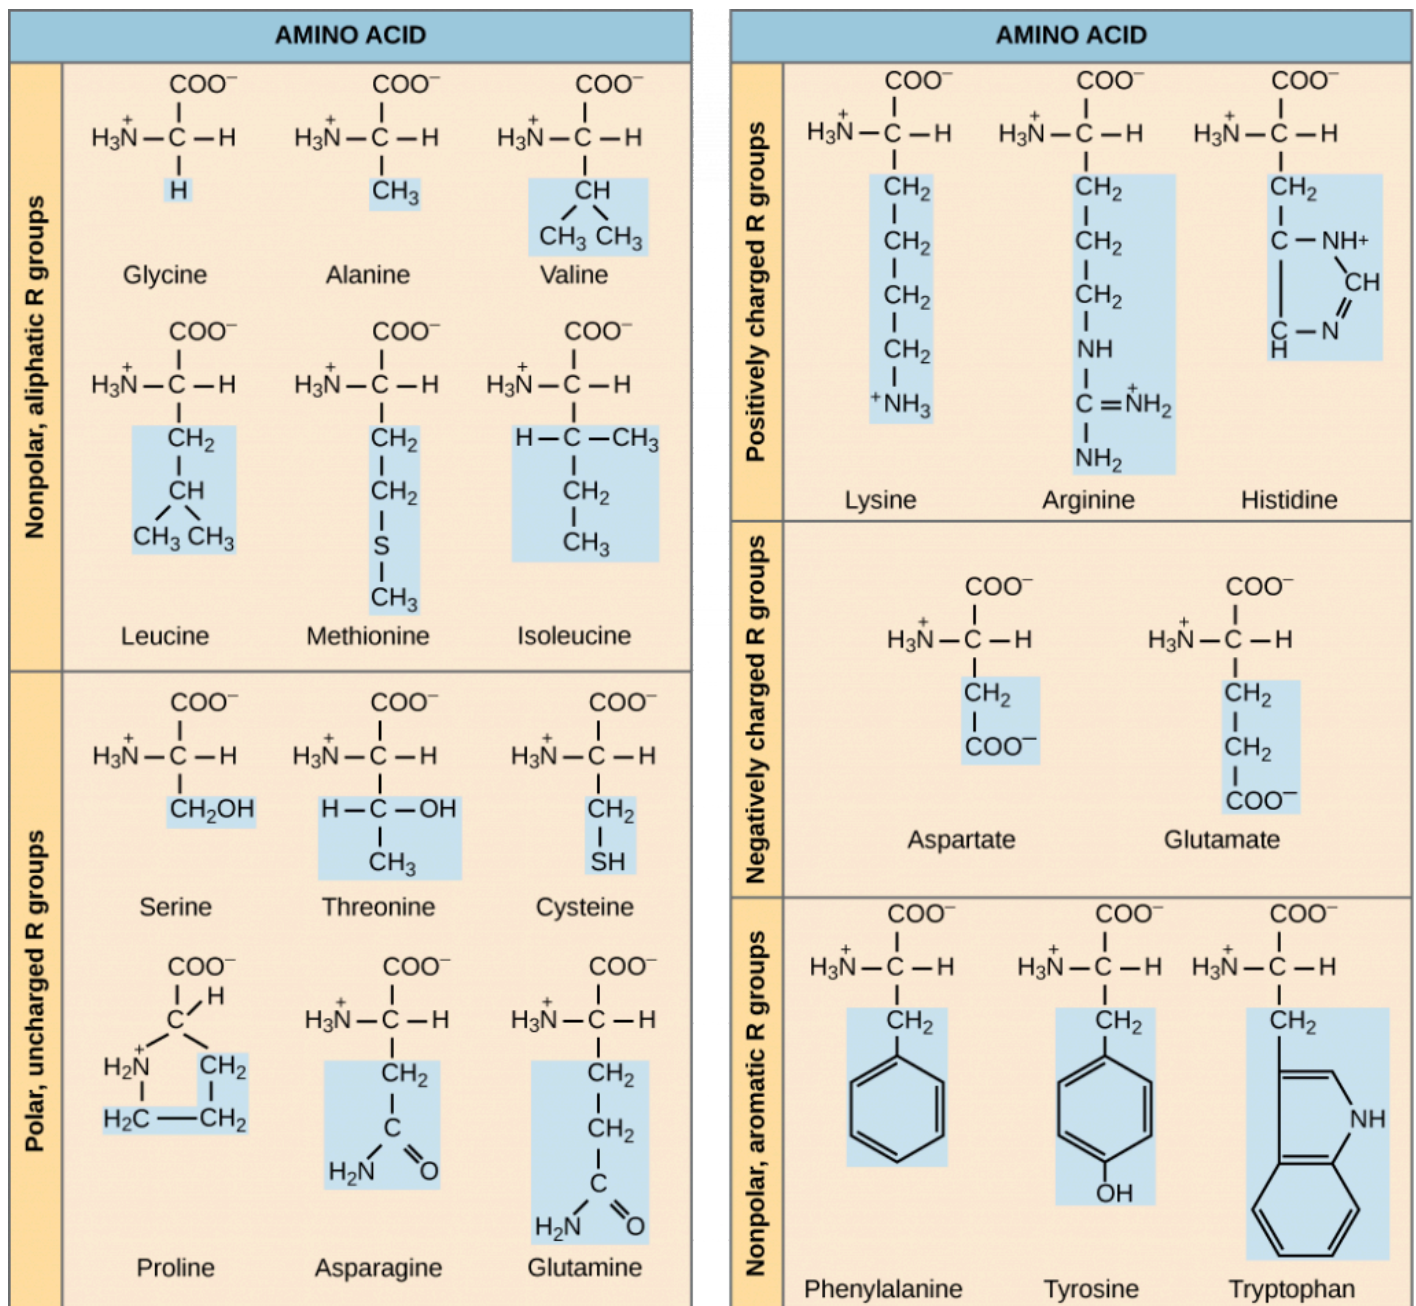 AMINO ACID
Nonpolar, aliphatic R groups
COO⁻ COO⁻ COO⁻
H₃N⁺—C—H H₃N⁺—C—H H₃N⁺—C—H
H CH₃ CH
CH₃ CH₃
Glycine Alanine Valine
COO⁻ COO⁻ COO⁻
H₃N⁺—C—H H₃N⁺—C—H H₃N⁺—C—H
CH₂ CH₂ H—C—CH₃
CH CH₂ CH₂
CH₃ CH₃ S CH₃
CH₃
Leucine Methionine Isoleucine
Polar, uncharged R groups
COO⁻ COO⁻ COO⁻
H₃N⁺—C—H H₃N⁺—C—H H₃N⁺—C—H
CH₂OH H—C—OH CH₂
CH₃ SH
Serine Threonine Cysteine
COO⁻ COO⁻ COO⁻
H
C H₃N⁺—C—H H₃N⁺—C—H
H₂N⁺ CH₂ CH₂ CH₂
H₂C—CH₂ C CH₂
H₂N O C
H₂N O
Proline Asparagine Glutamine
AMINO ACID
Positively charged R groups
COO⁻ COO⁻ COO⁻
H₃N⁺—C—H H₃N⁺—C—H H₃N⁺—C—H
CH₂ CH₂ CH₂
CH₂ CH₂ C—NH+
CH
CH₂ CH₂ C—N
H
CH₂ NH
⁺NH₃ C=N⁺H₂
NH₂
Lysine Arginine Histidine
Negatively charged R groups
COO⁻ COO⁻
H₃N⁺—C—H H₃N⁺—C—H
CH₂ CH₂
COO⁻ CH₂
COO⁻
Aspartate Glutamate
Nonpolar, aromatic R groups
COO⁻ COO⁻ COO⁻
H₃N⁺—C—H H₃N⁺—C—H H₃N⁺—C—H
CH₂ CH₂ CH₂
NH
OH
Phenylalanine Tyrosine Tryptophan